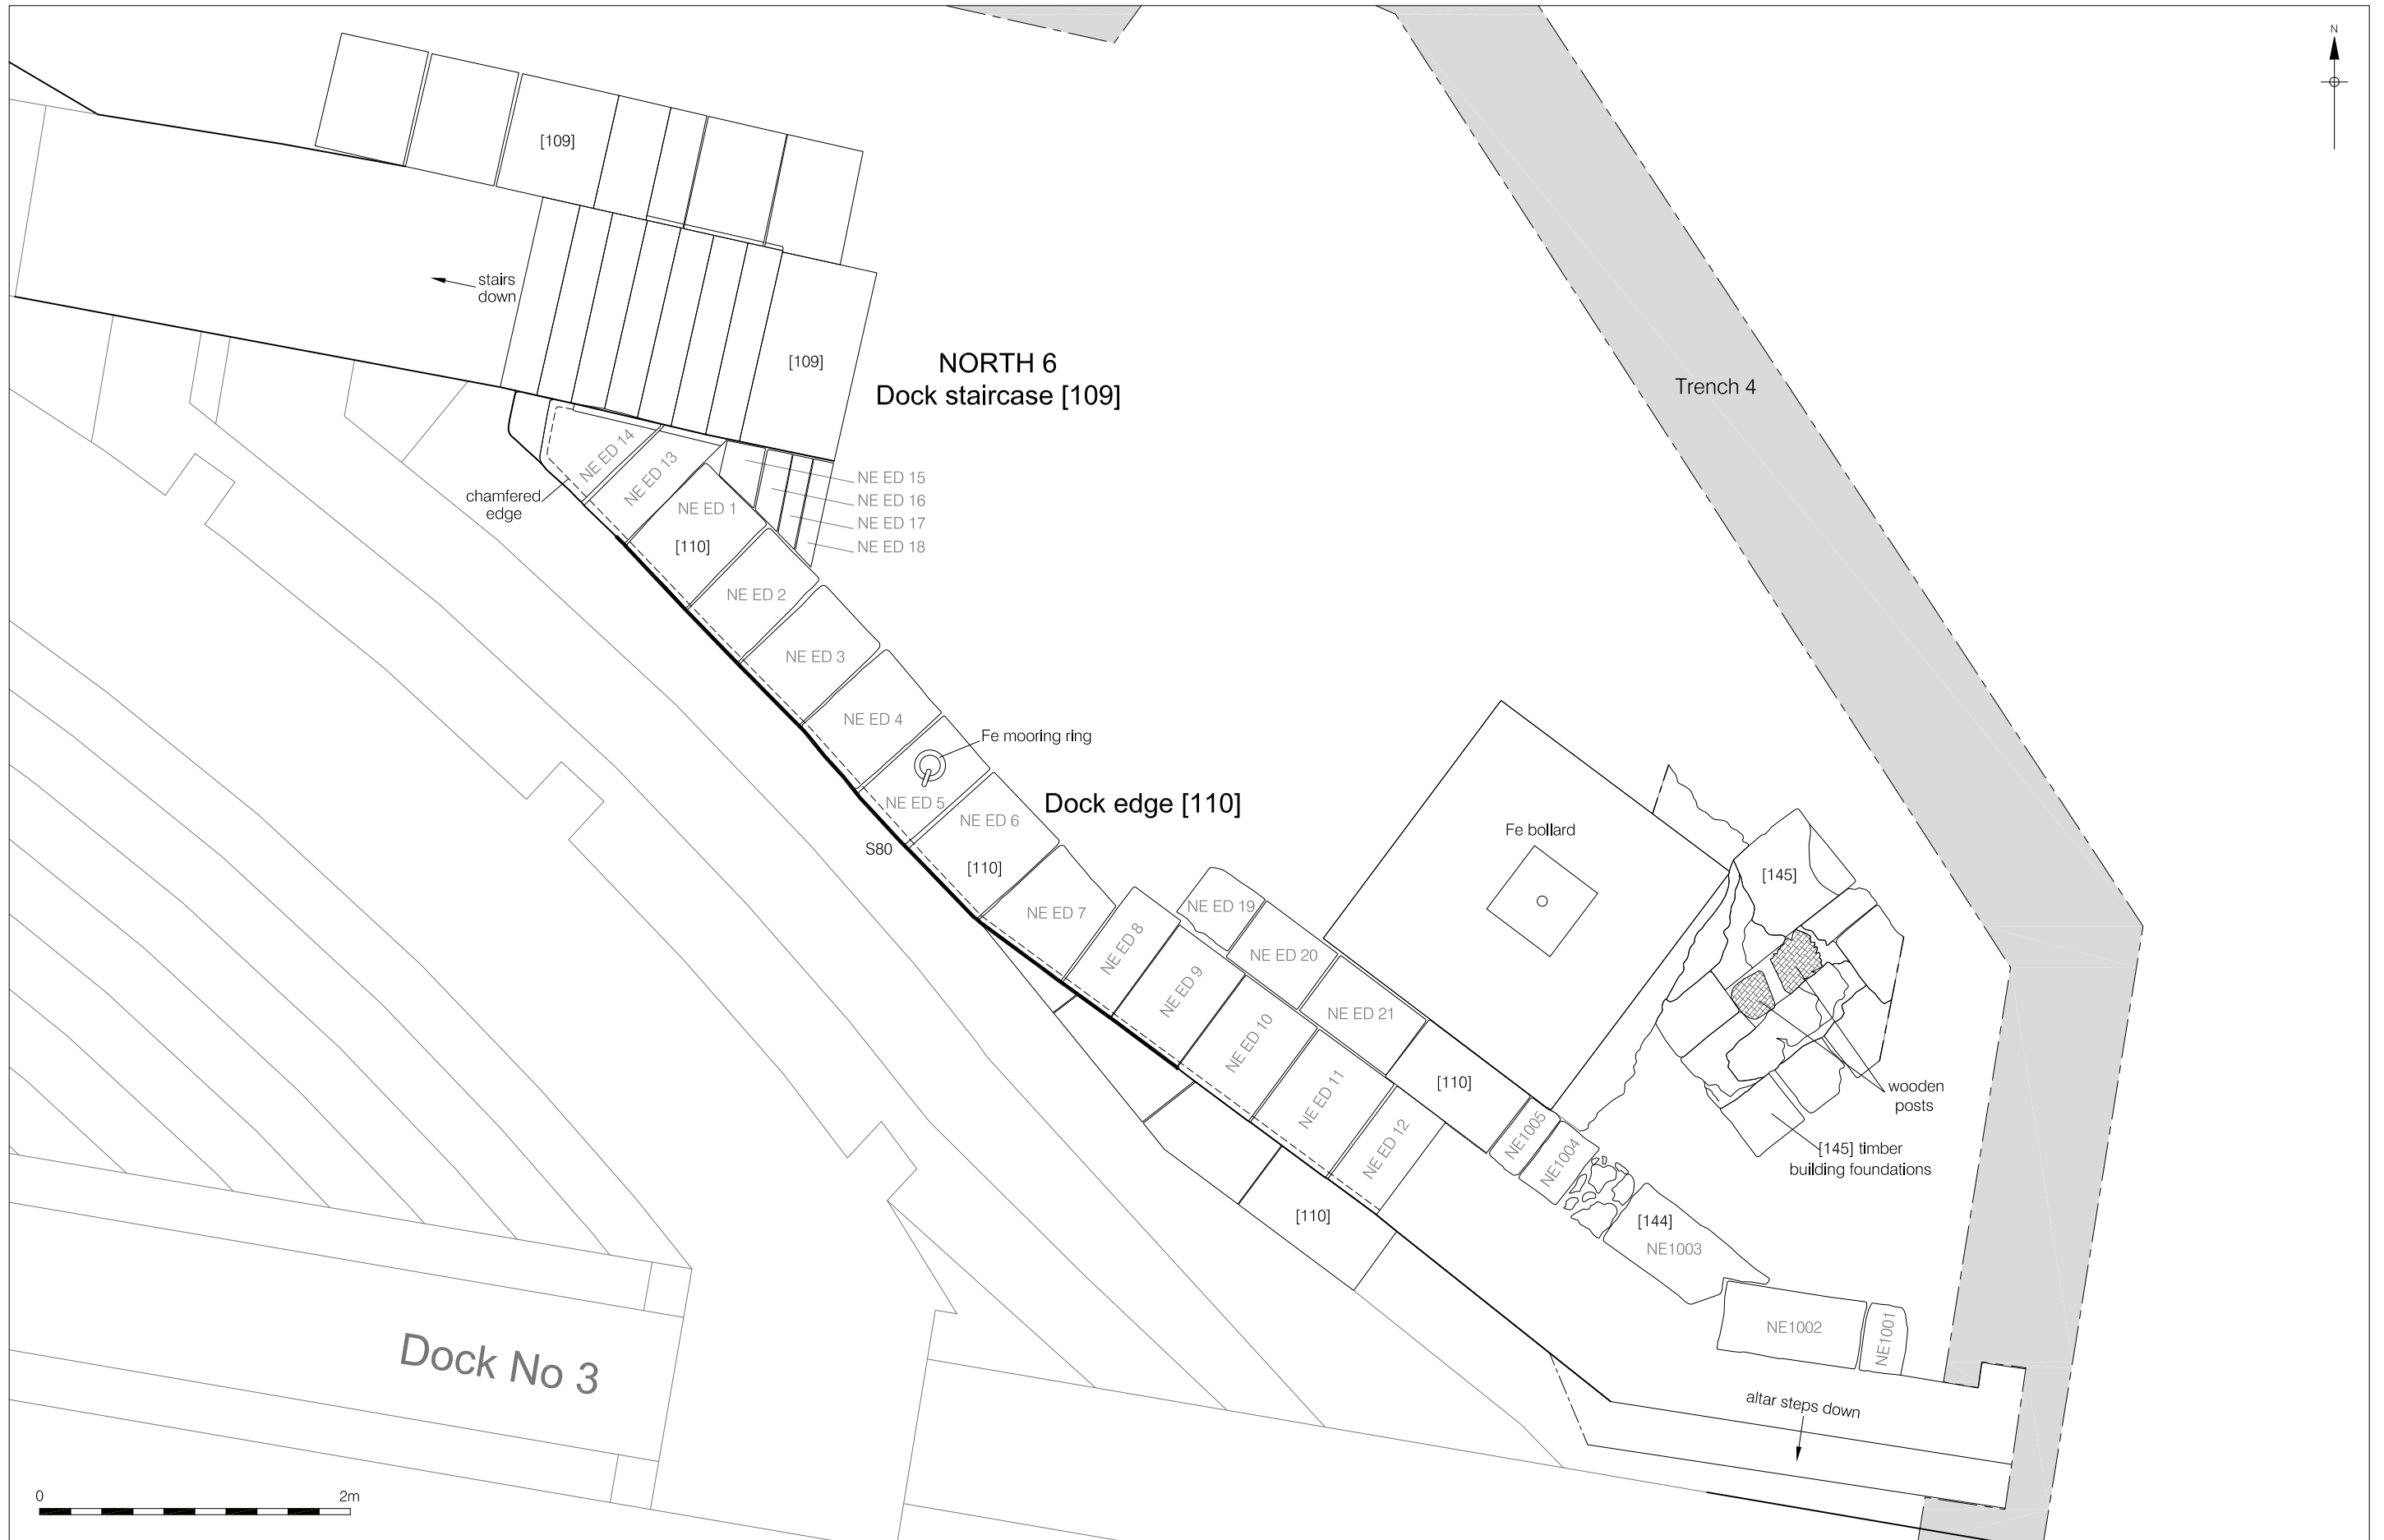 N
[109]
stairs
down
[109]
NORTH 6
Dock staircase [109]
Trench 4
NE ED 14
NE ED 13
NE ED 15
NE ED 16
NE ED 17
NE ED 18
chamfered
edge
NE ED 1
[110]
NE ED 2
NE ED 3
NE ED 4
Fe mooring ring
NE ED 5
Dock edge [110]
NE ED 6
S80
[110]
Fe bollard
[145]
NE ED 7
NE ED 19
NE ED 8
NE ED 20
NE ED 9
NE ED 21
NE ED 10
[110]
NE ED 11
wooden
posts
NE ED 12
NE1005
NE1004
[145] timber
building foundations
[110]
[144]
NE1003
NE1002
NE1001
Dock No 3
altar steps down
0 2m